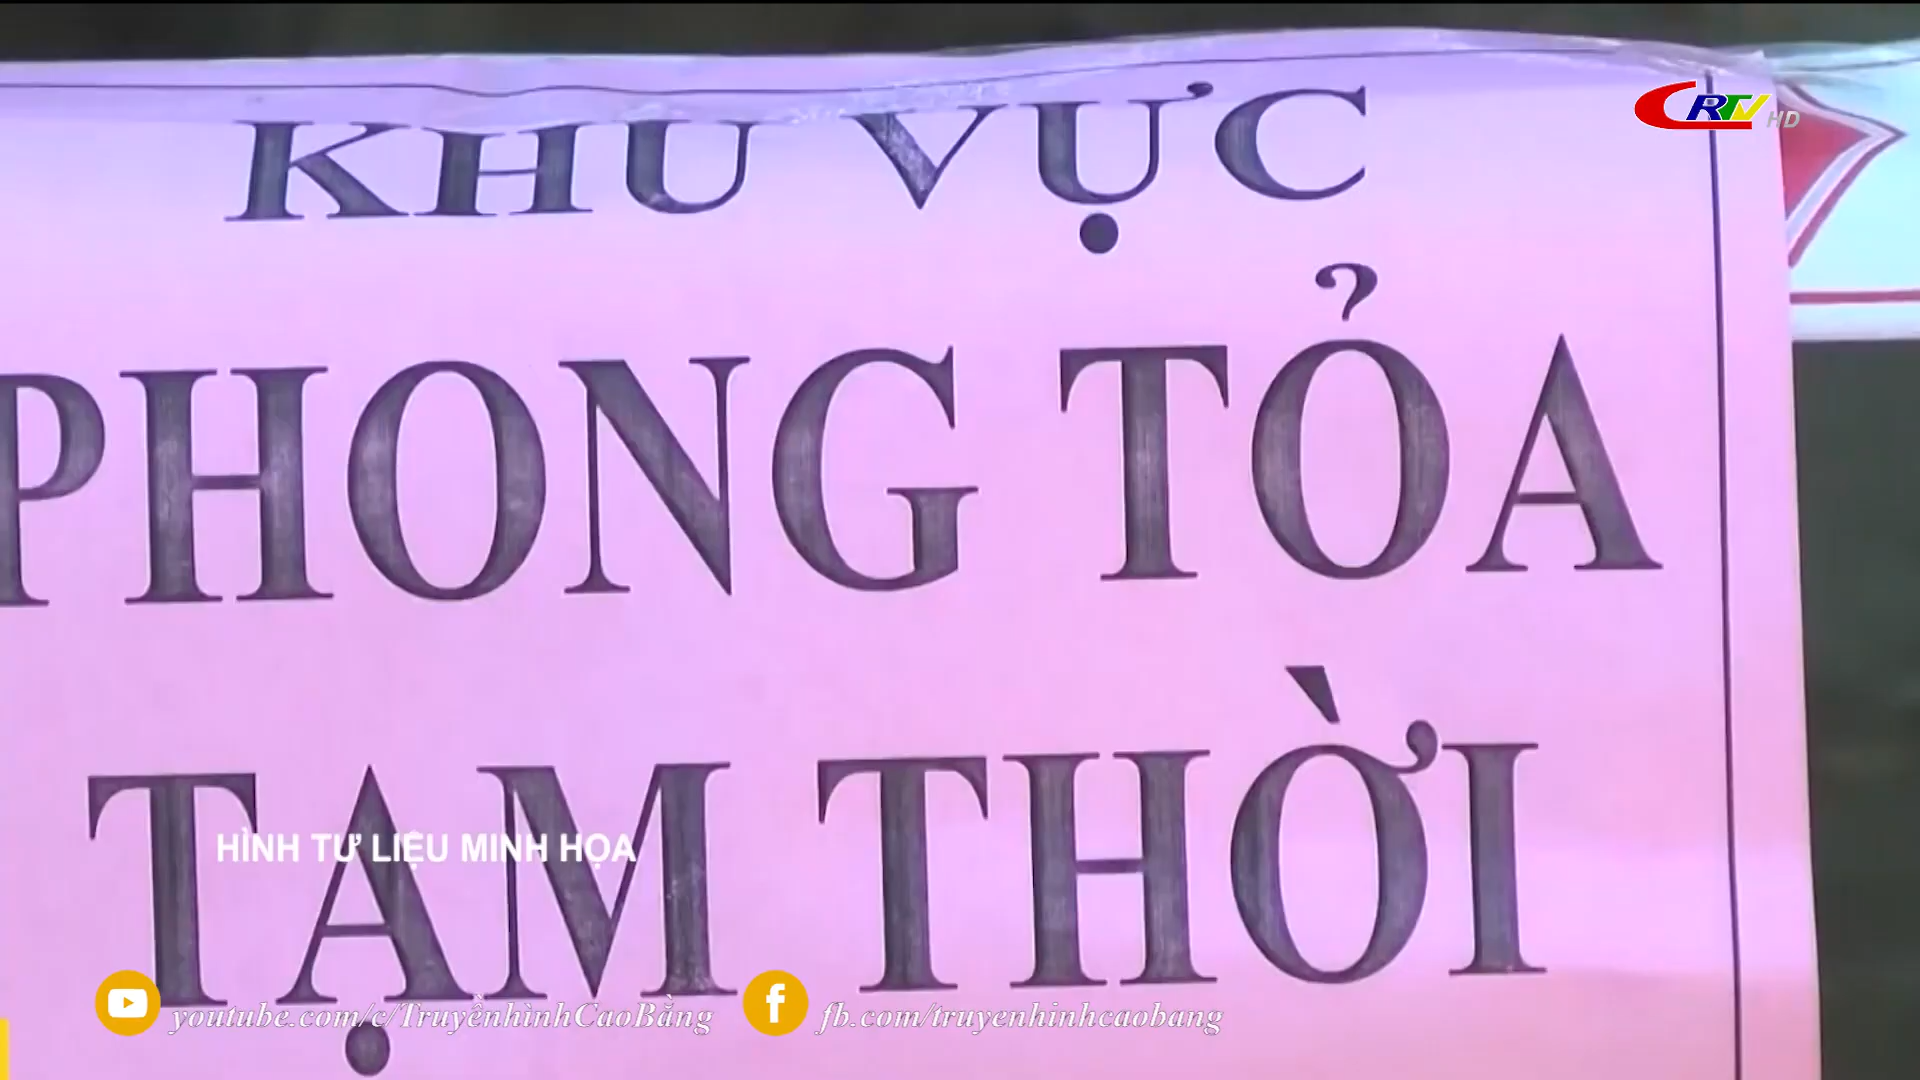 CRTV HD
KHU VỰC
PHONG TỎA
TẠM THỜI
HÌNH TƯ LIỆU MINH HỌA
youtube.com/c/TruyềnhìnhCaoBằng
fb.com/truyenhinhcaobang